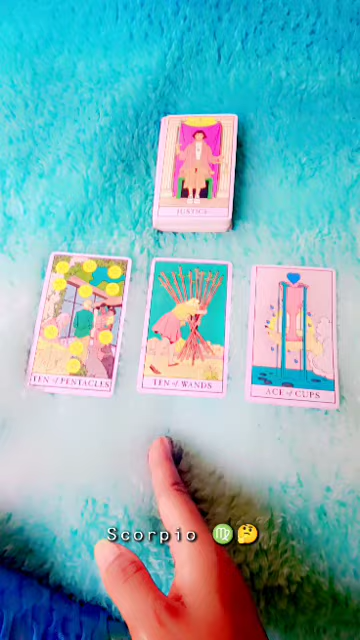 JUSTICE
TEN of PENTACLES
TEN of WANDS
ACE of CUPS
Scorpio ♍🤔